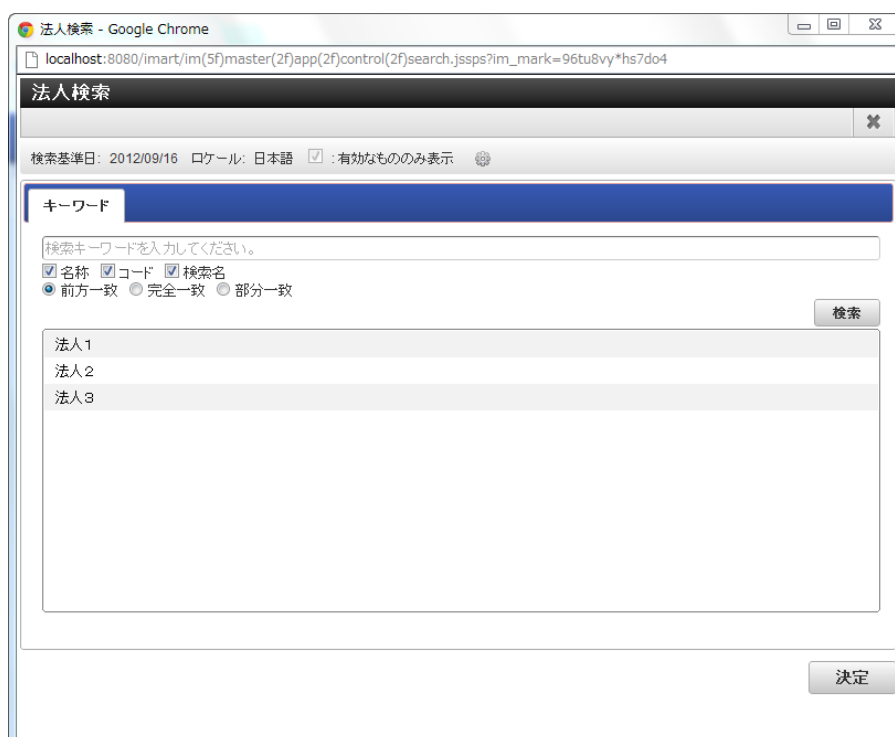 法人検索 - Google Chrome
localhost:8080/imart/im(5f)master(2f)app(2f)control(2f)search.jssps?im_mark=96tu8vy*hs7do4
法人検索
検索基準日: 2012/09/16 ロケール: 日本語 : 有効なもののみ表示
キーワード
検索キーワードを入力してください。
名称 コード 検索名
前方一致 完全一致 部分一致
検索
法人1
法人2
法人3
決定